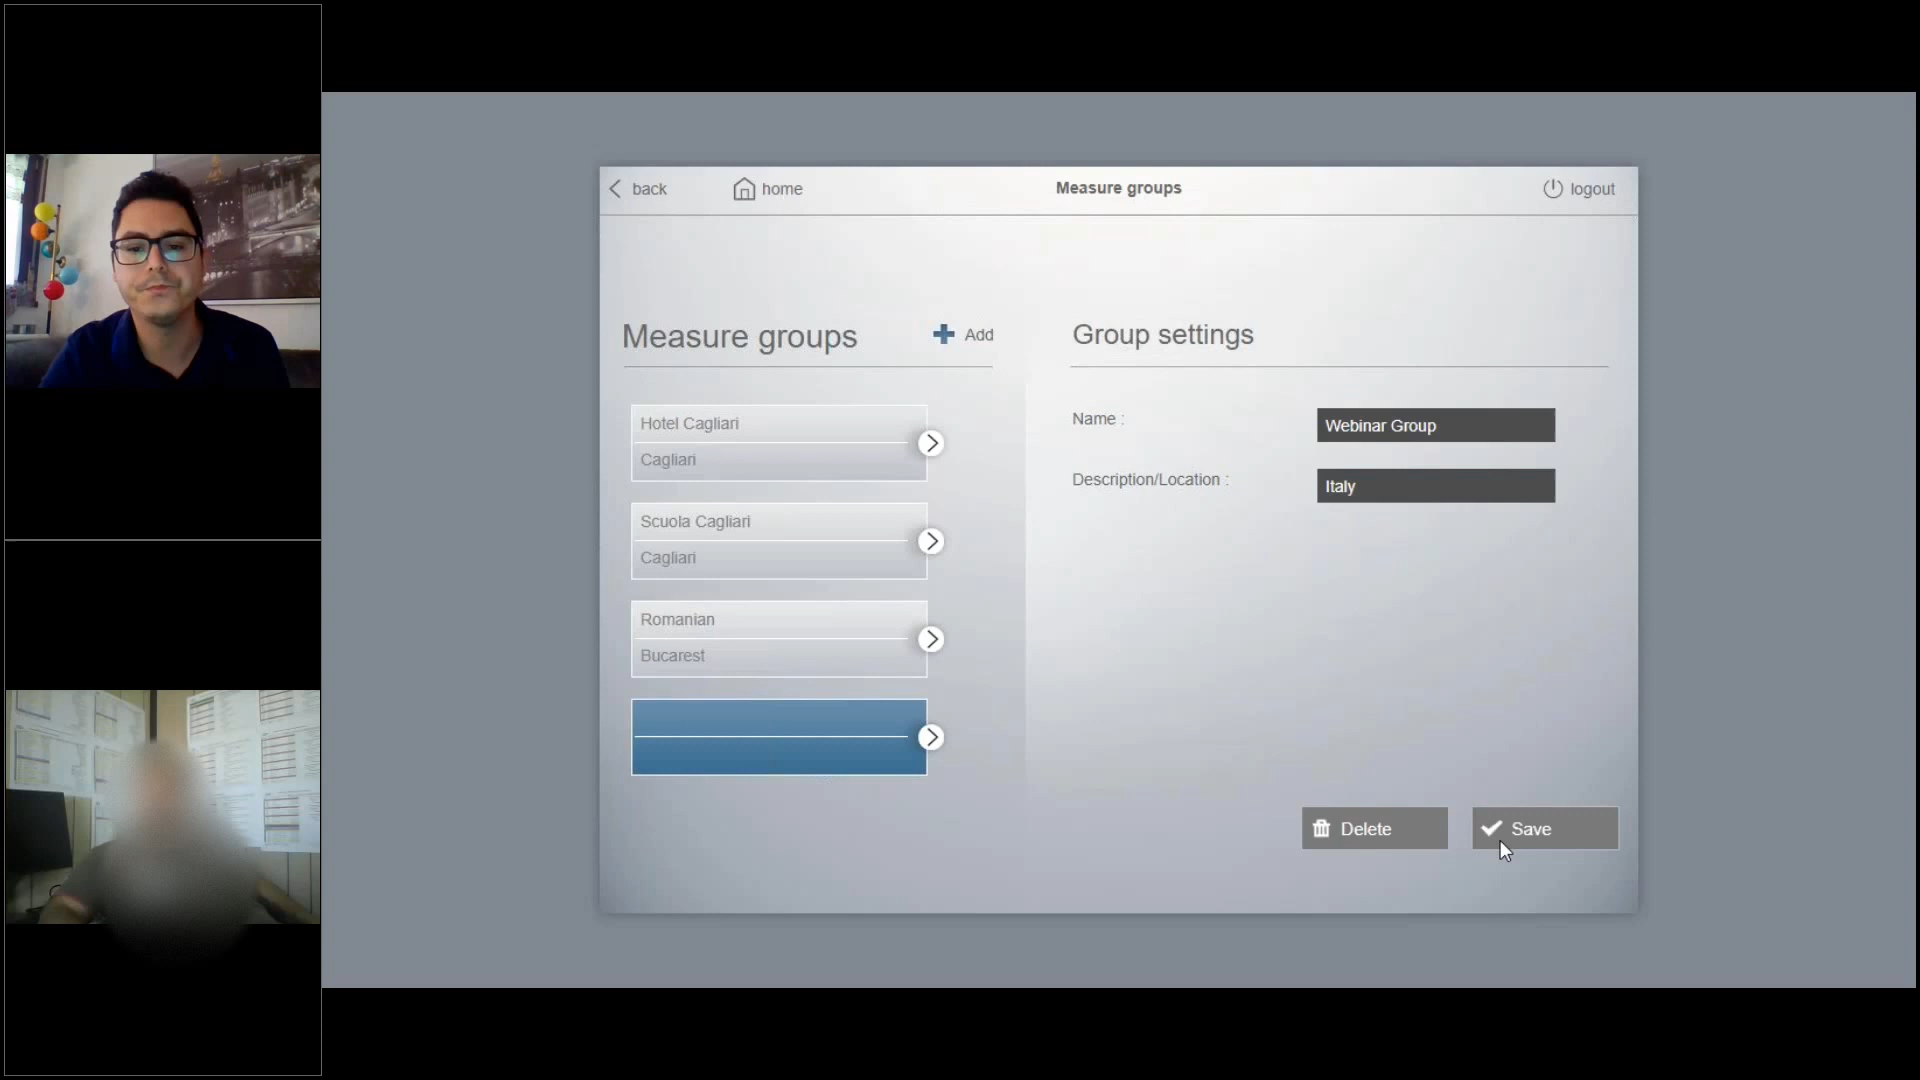 back
home
Measure groups
logout
Measure groups
Add
Group settings
Hotel Cagliari
Cagliari
Scuola Cagliari
Cagliari
Romanian
Bucarest
Name :
Webinar Group
Description/Location :
Italy
Delete
Save